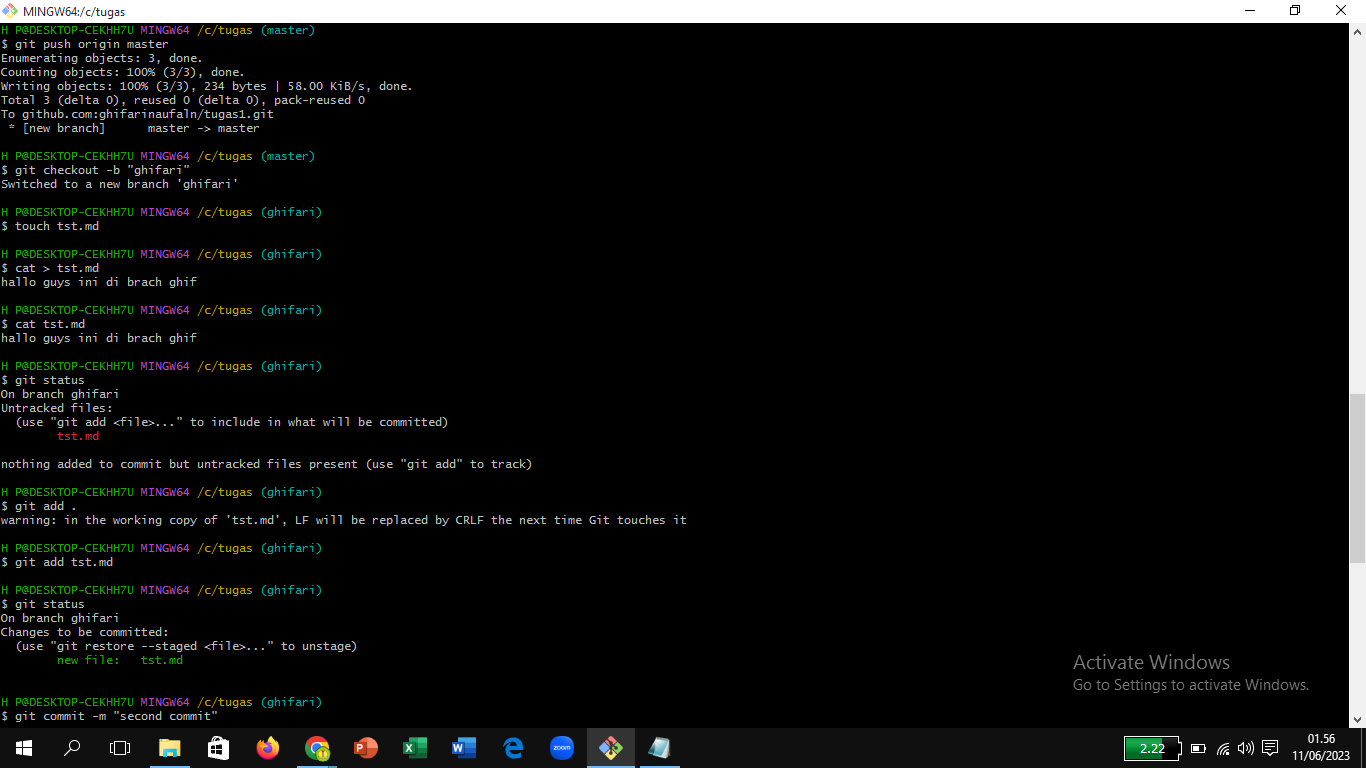 MINGW64:/c/tugas
H P@DESKTOP-CEKHH7U MINGW64 /c/tugas (master)
$ git push origin master
Enumerating objects: 3, done.
Counting objects: 100% (3/3), done.
Writing objects: 100% (3/3), 234 bytes | 58.00 KiB/s, done.
Total 3 (delta 0), reused 0 (delta 0), pack-reused 0
To github.com:ghifarinaufaln/tugas1.git
 * [new branch]      master -> master
H P@DESKTOP-CEKHH7U MINGW64 /c/tugas (master)
$ git checkout -b "ghifari"
Switched to a new branch 'ghifari'
H P@DESKTOP-CEKHH7U MINGW64 /c/tugas (ghifari)
$ touch tst.md
H P@DESKTOP-CEKHH7U MINGW64 /c/tugas (ghifari)
$ cat > tst.md
hallo guys ini di brach ghif
H P@DESKTOP-CEKHH7U MINGW64 /c/tugas (ghifari)
$ cat tst.md
hallo guys ini di brach ghif
H P@DESKTOP-CEKHH7U MINGW64 /c/tugas (ghifari)
$ git status
On branch ghifari
Untracked files:
  (use "git add <file>..." to include in what will be committed)
        tst.md
nothing added to commit but untracked files present (use "git add" to track)
H P@DESKTOP-CEKHH7U MINGW64 /c/tugas (ghifari)
$ git add .
warning: in the working copy of 'tst.md', LF will be replaced by CRLF the next time Git touches it
H P@DESKTOP-CEKHH7U MINGW64 /c/tugas (ghifari)
$ git add tst.md
H P@DESKTOP-CEKHH7U MINGW64 /c/tugas (ghifari)
$ git status
On branch ghifari
Changes to be committed:
  (use "git restore --staged <file>..." to unstage)
        new file:   tst.md
H P@DESKTOP-CEKHH7U MINGW64 /c/tugas (ghifari)
$ git commit -m "second commit"
Activate Windows
Go to Settings to activate Windows.
zoom
2.22
01.56
11/06/2023